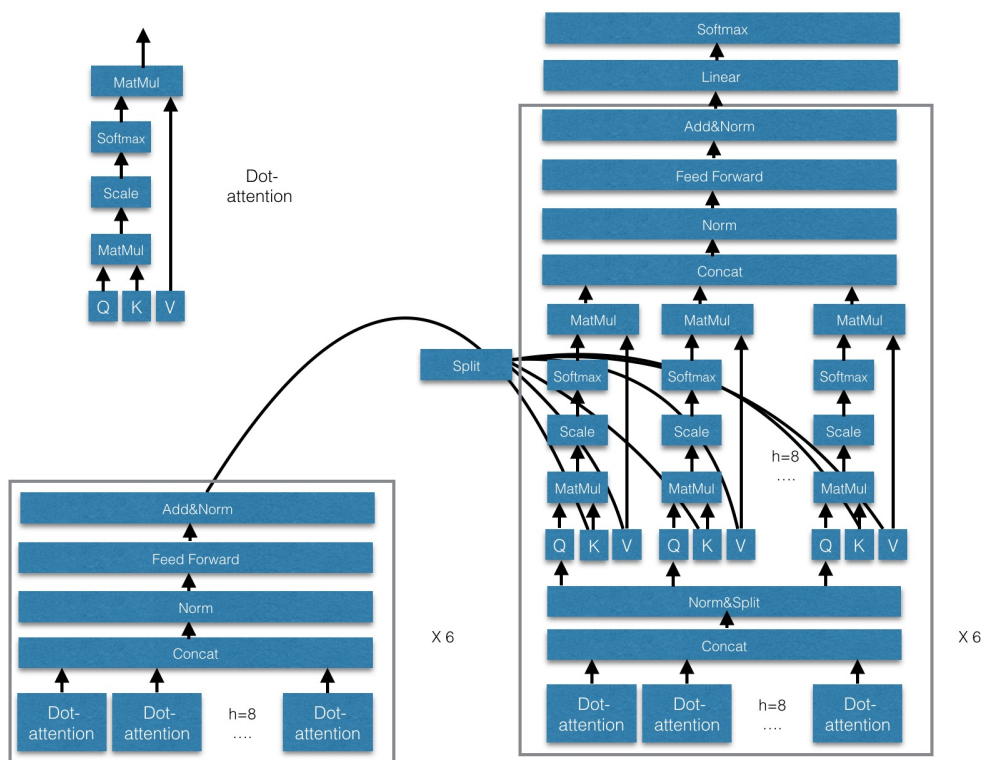 MatMul
Softmax
Scale
MatMul
Q K V
Dot-
attention
Softmax
Linear
Add&Norm
Feed Forward
Norm
Concat
MatMul MatMul MatMul
Split
Softmax Softmax Softmax
Scale Scale Scale
h=8
....
MatMul MatMul MatMul
Q K V Q K V Q K V
Norm&Split
Concat
X 6
Dot-
attention
Dot-
attention
h=8
....
Dot-
attention
Add&Norm
Feed Forward
Norm
Concat
X 6
Dot-
attention
Dot-
attention
h=8
....
Dot-
attention